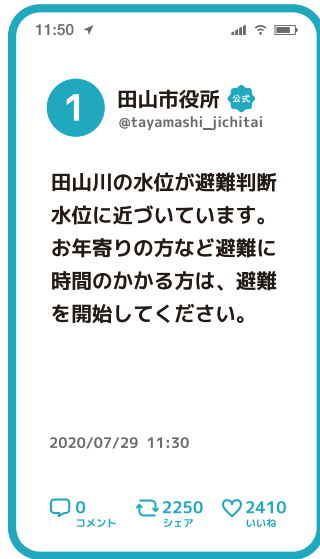 11:50
1
田山市役所 公式
@tayamashi_jichitai
田山川の水位が避難判断
水位に近づいています。
お年寄りの方など避難に
時間のかかる方は、避難
を開始してください。
2020/07/29 11:30
0 2250 2410
コメント シェア いいね